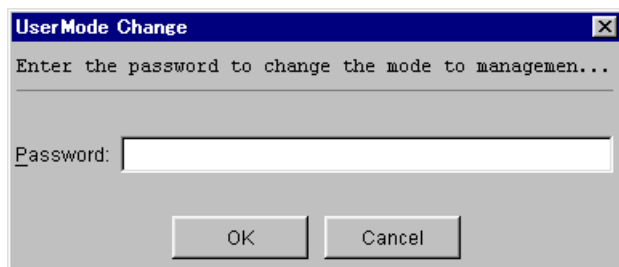 UserMode Change
Enter the password to change the mode to managemen...
Password:
OK
Cancel